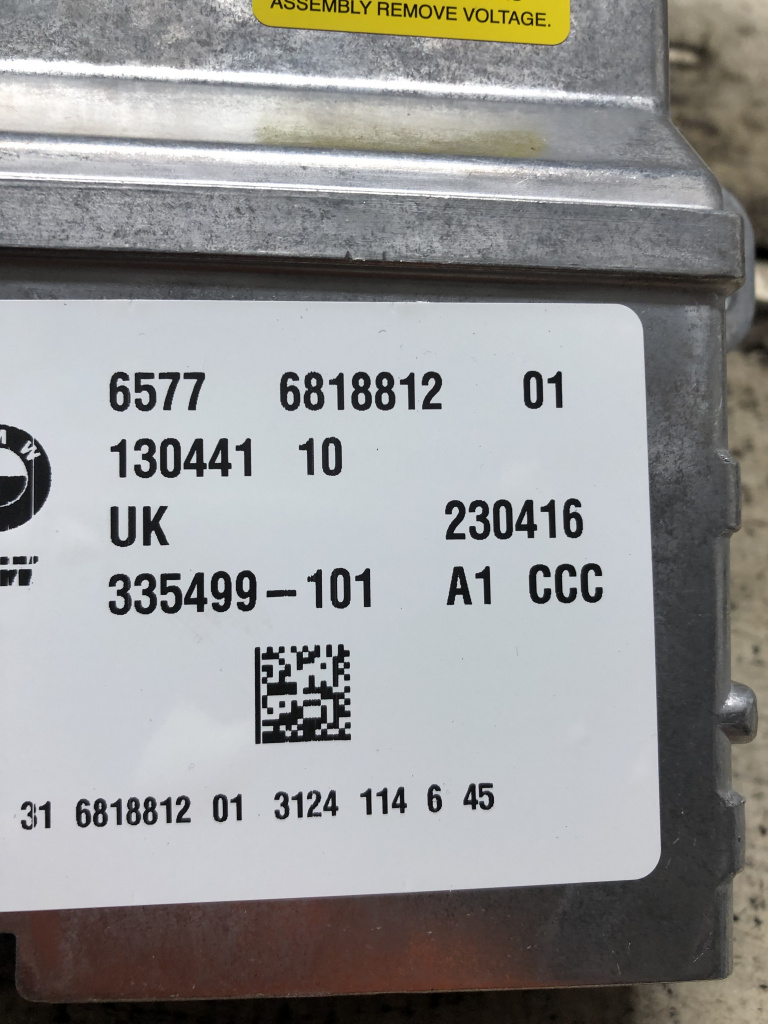 ASSEMBLY REMOVE VOLTAGE.
6577 6818812 01
130441 10
UK 230416
335499-101 A1 CCC
31 6818812 01 3124 114 6 45